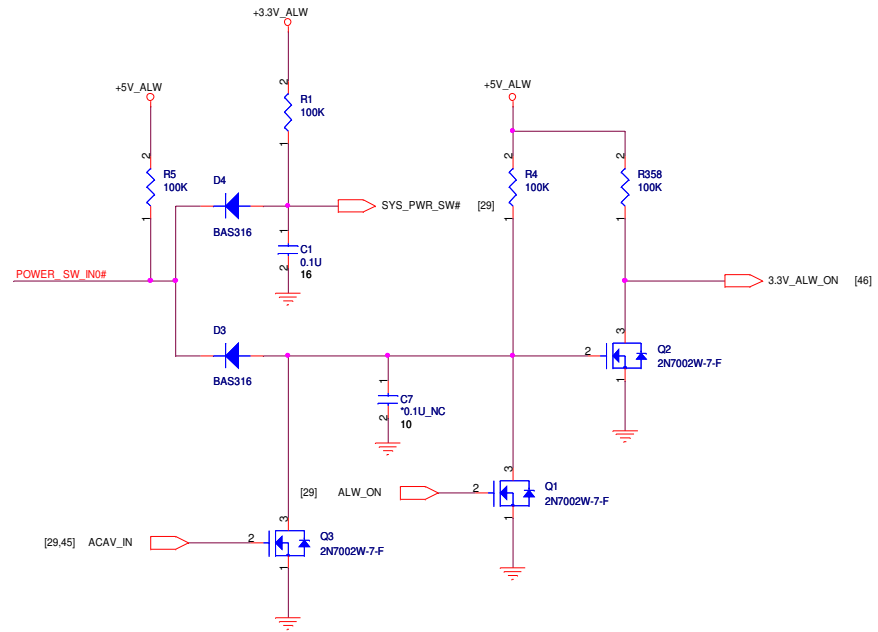 +3.3V_ALW
+5V_ALW
+5V_ALW
2
R1
100K
1
2
R5
100K
1
D4
BAS316
SYS_PWR_SW# [29]
2
R4
100K
1
2
R358
100K
1
1
C1
0.1U
2
16
POWER_SW_IN0#
3.3V_ALW_ON [46]
D3
BAS316
3
2
Q2
2N7002W-7-F
1
1
C7
*0.1U_NC
2
10
[29] ALW_ON
3
2
Q1
2N7002W-7-F
1
[29,45] ACAV_IN
3
2
Q3
2N7002W-7-F
1